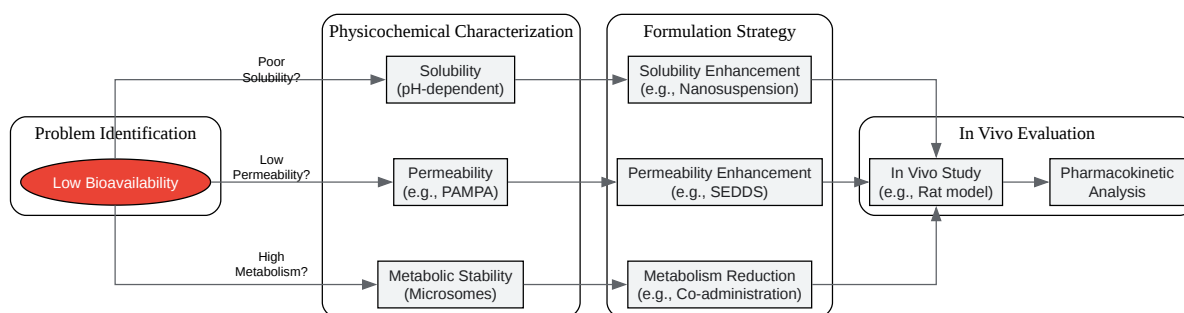 Physicochemical Characterization
Formulation Strategy
Poor
Solubility?
Solubility
(pH-dependent)
Solubility Enhancement
(e.g., Nanosuspension)
Problem Identification
In Vivo Evaluation
Low Bioavailability
Low
Permeability?
Permeability
(e.g., PAMPA)
Permeability Enhancement
(e.g., SEDDS)
In Vivo Study
(e.g., Rat model)
Pharmacokinetic
Analysis
High
Metabolism?
Metabolic Stability
(Microsomes)
Metabolism Reduction
(e.g., Co-administration)